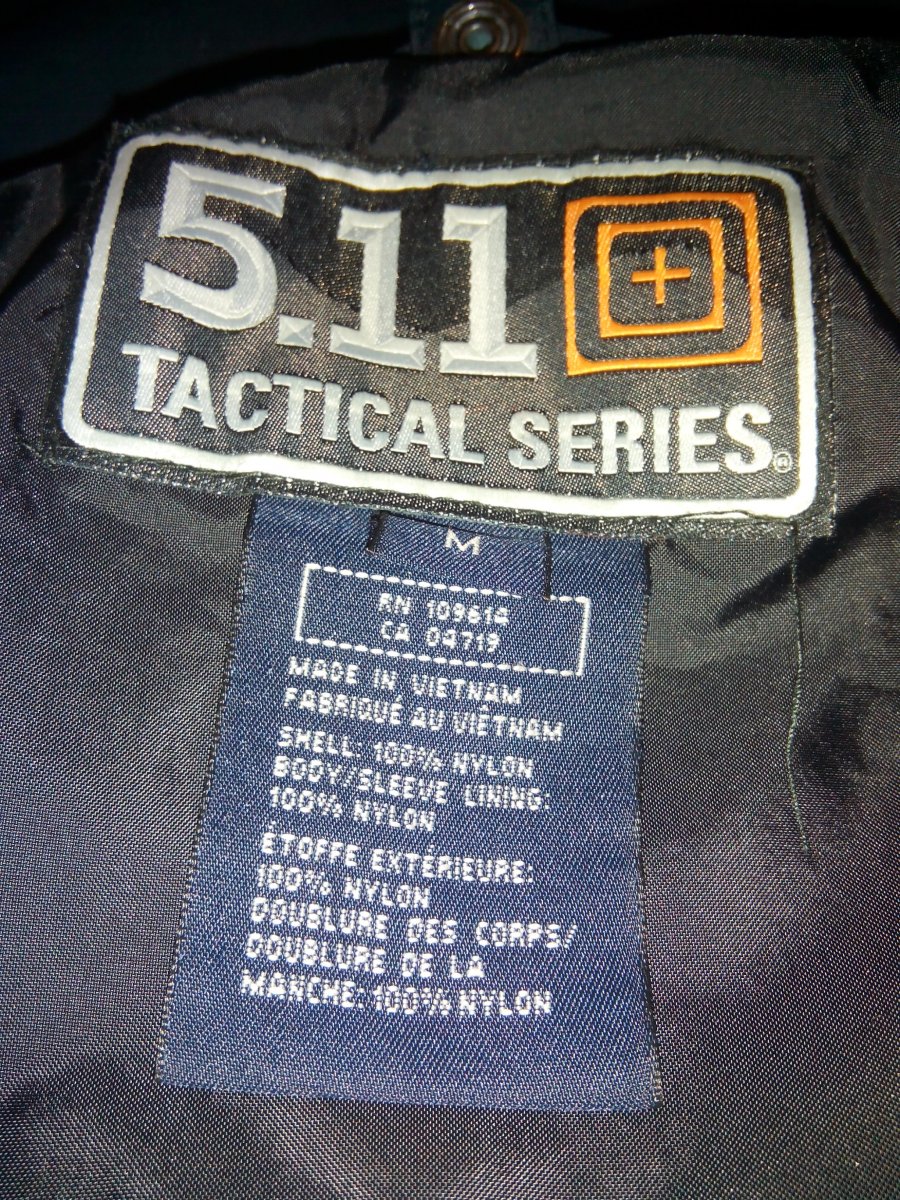 5.11
TACTICAL SERIES®
M
RN 109614
CA 04719
MADE IN VIETNAM
FABRIQUÉ AU VIÊTNAM
SHELL: 100% NYLON
BODY/SLEEVE LINING:
100% NYLON
ÉTOFFE EXTÉRIEURE:
100% NYLON
DOUBLURE DES CORPS/
DOUBLURE DE LA
MANCHE: 100% NYLON